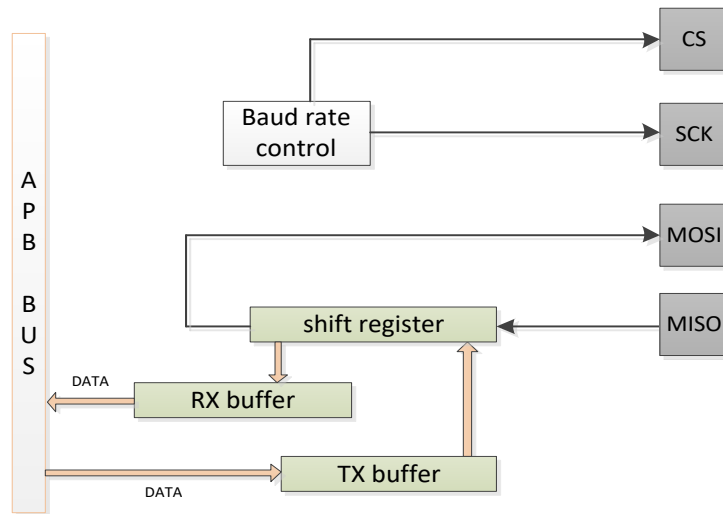 CS
Baud rate
control
SCK
A
P
B
B
U
S
MOSI
shift register
MISO
DATA
RX buffer
TX buffer
DATA